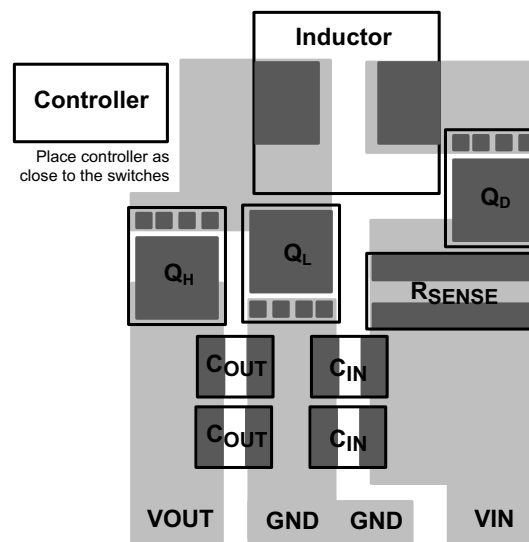 Inductor
Controller
Place controller as
close to the switches
QD
QH
QL
RSENSE
COUT
CIN
COUT
CIN
VOUT
GND
GND
VIN